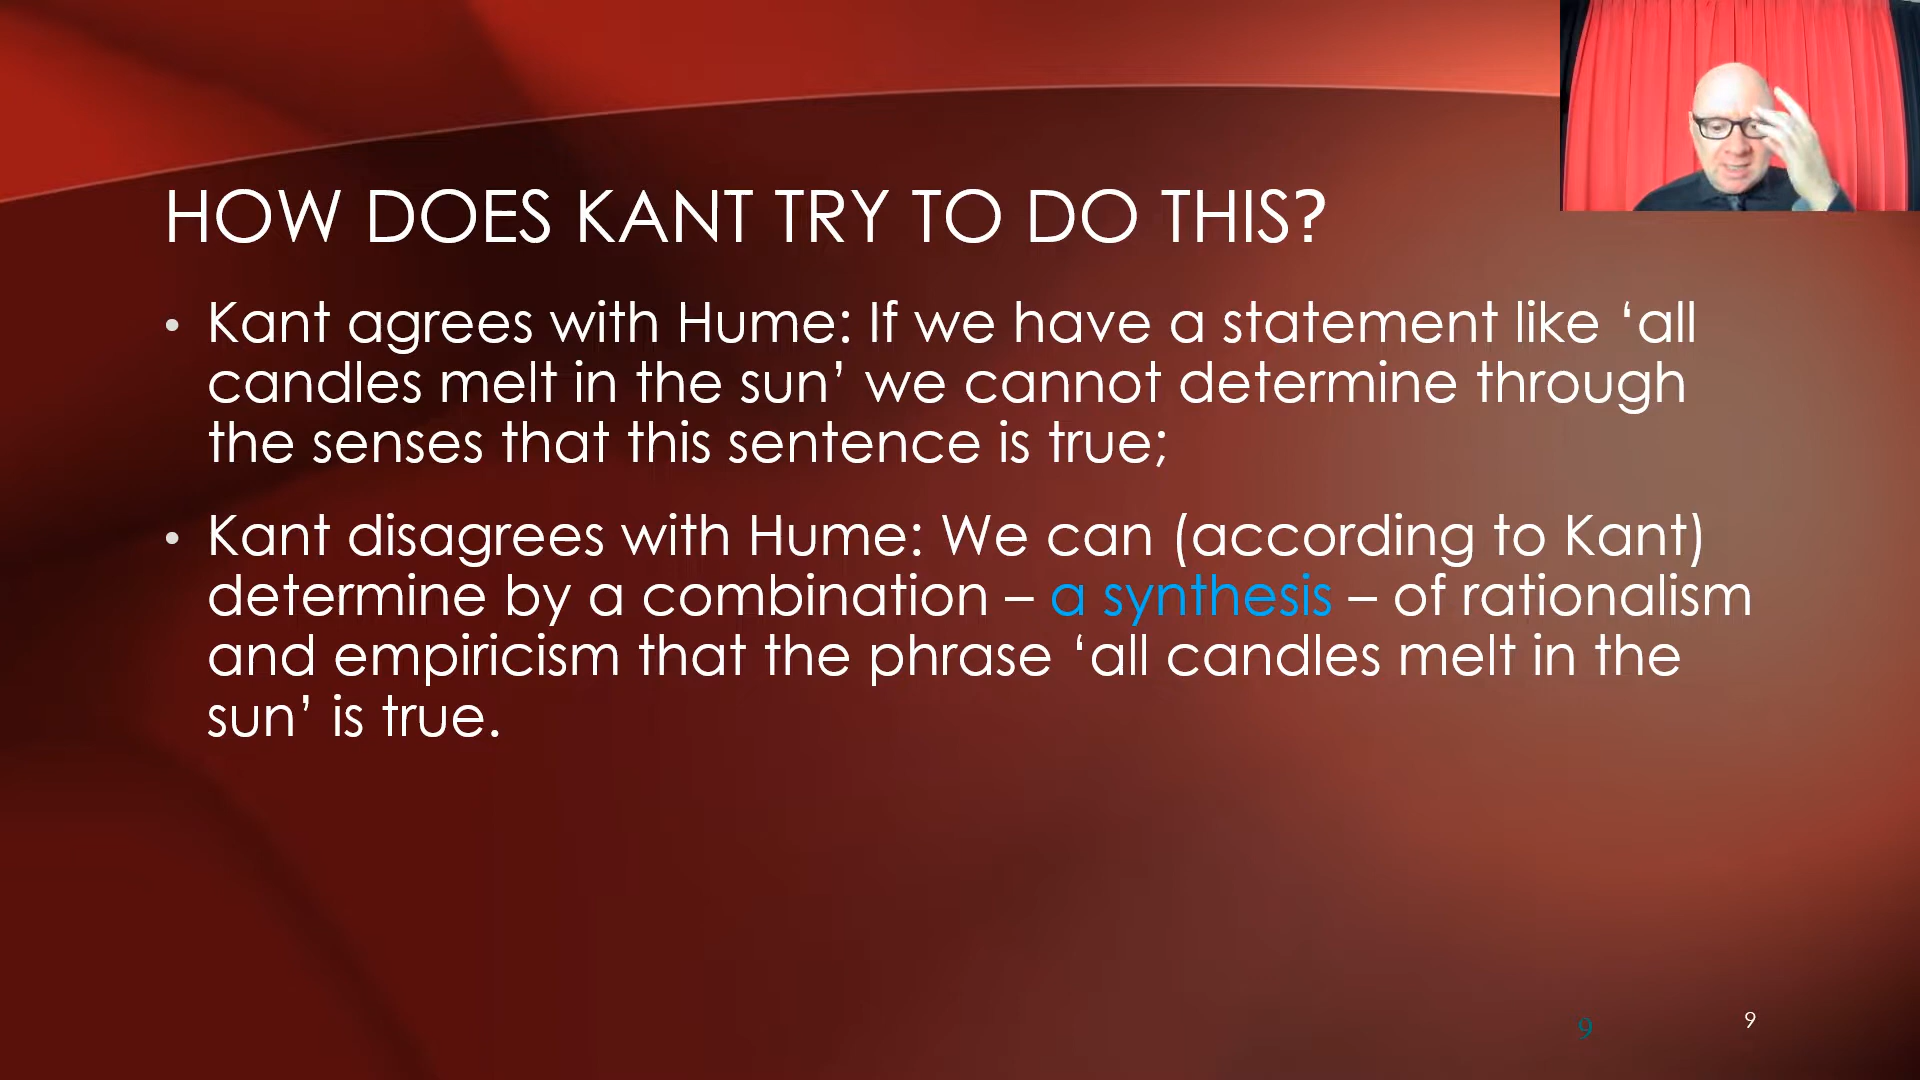 HOW DOES KANT TRY TO DO THIS?
• Kant agrees with Hume: If we have a statement like ‘all
candles melt in the sun’ we cannot determine through
the senses that this sentence is true;
• Kant disagrees with Hume: We can (according to Kant)
determine by a combination – a synthesis – of rationalism
and empiricism that the phrase ‘all candles melt in the
sun’ is true.
9
9